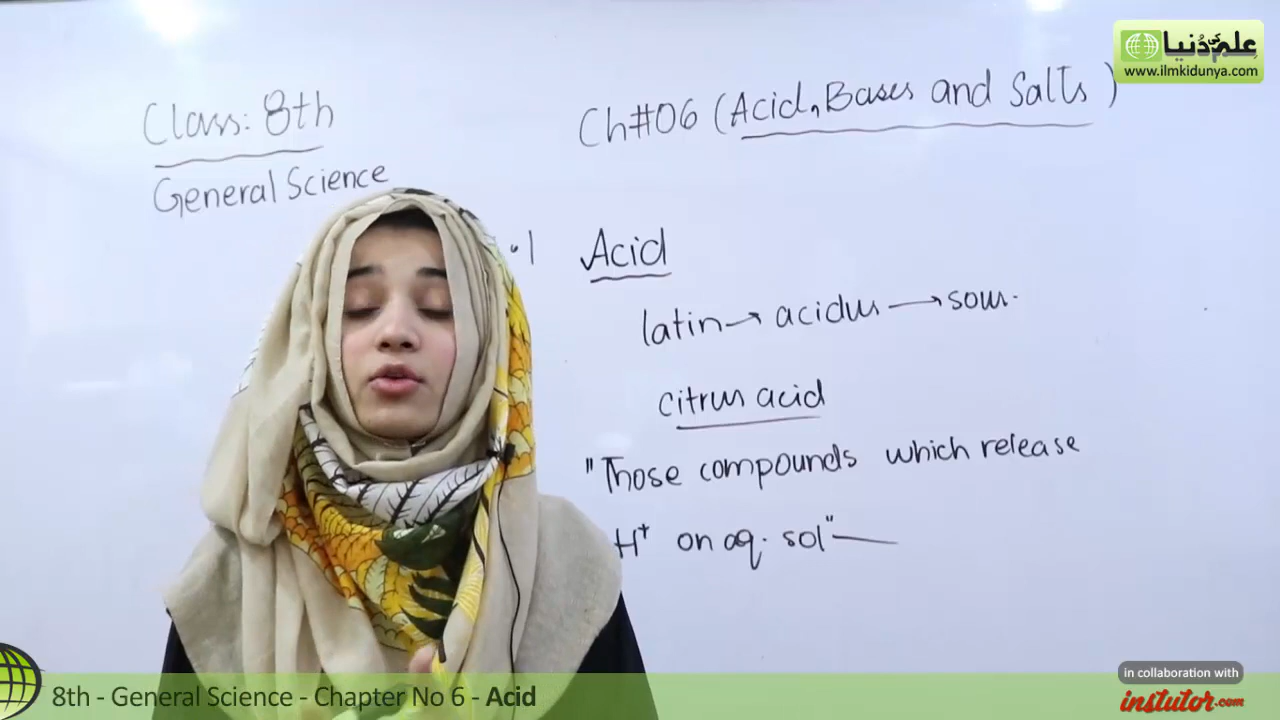 علم کی دنیا
www.ilmkidunya.com
Class: 8th
General Science
Ch#06 (Acid, Bases and Salts)
Acid
latin → acidus → sour.
citrus acid
"Those compounds which release
H+ on aq. sol"
in collaboration with
instutor.com
8th - General Science - Chapter No 6 - Acid